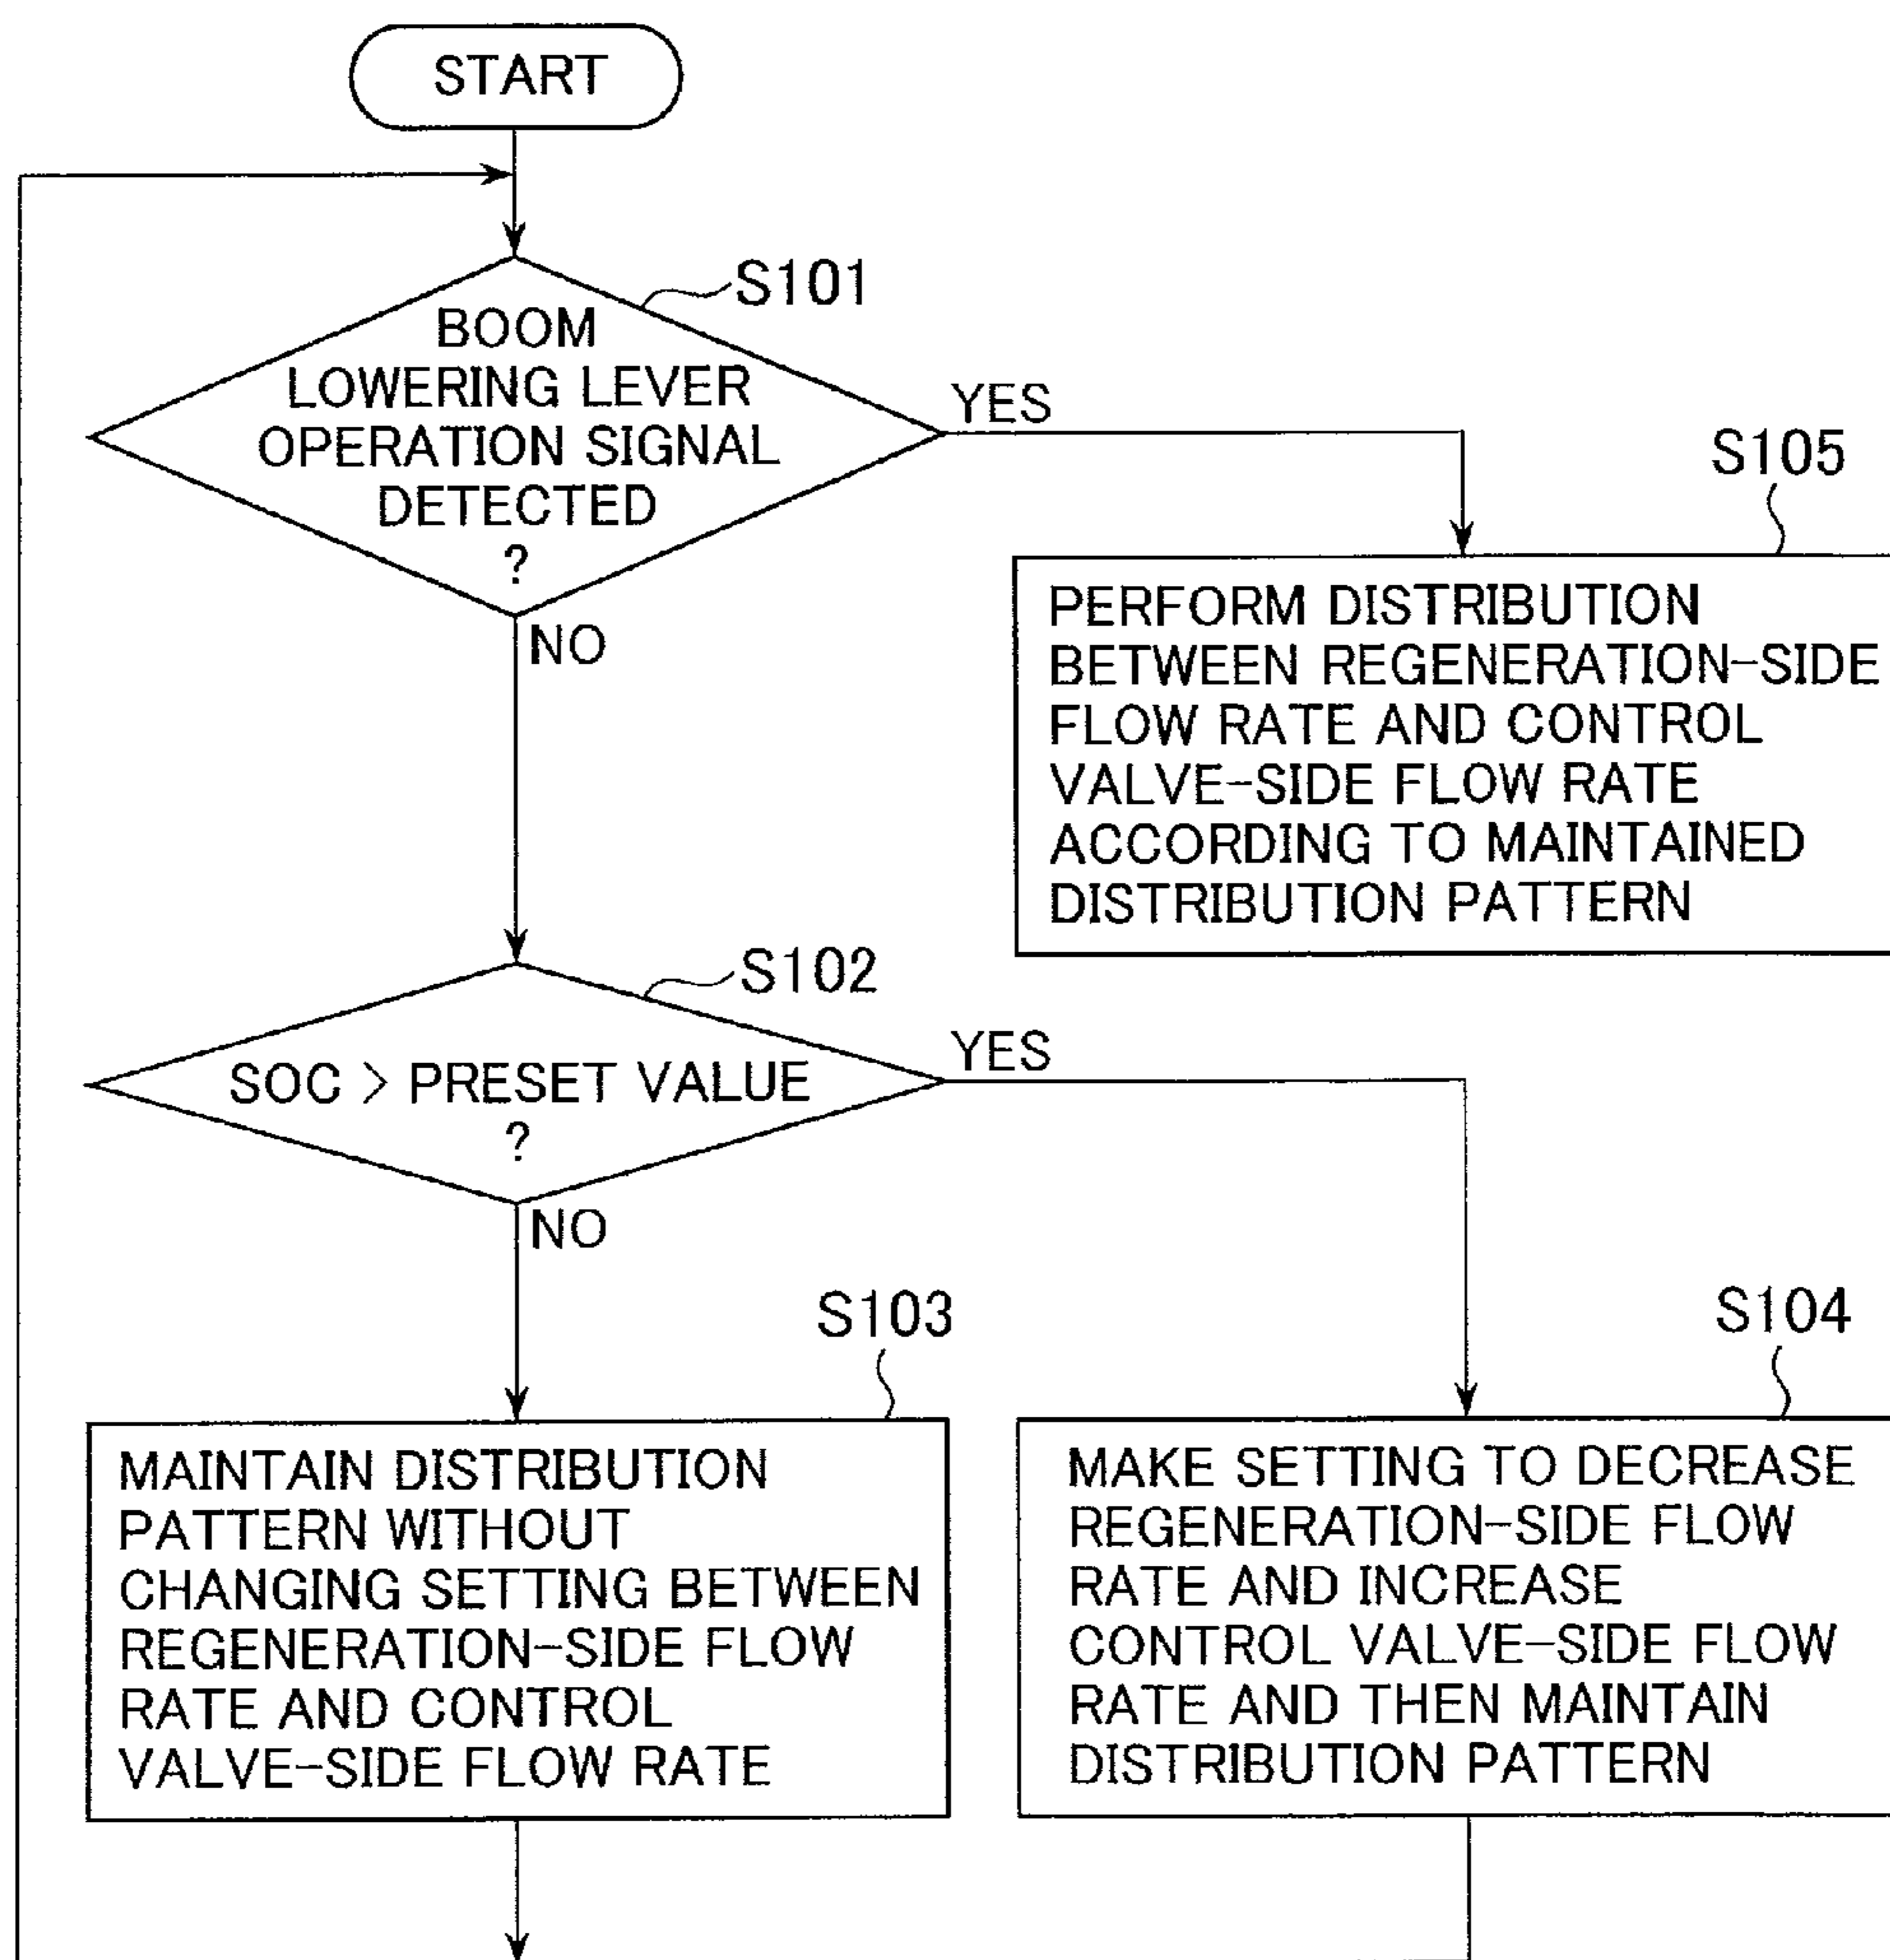 START
S101
BOOM
LOWERING LEVER
OPERATION SIGNAL
DETECTED
?
YES
NO
S105
PERFORM DISTRIBUTION
BETWEEN REGENERATION-SIDE
FLOW RATE AND CONTROL
VALVE-SIDE FLOW RATE
ACCORDING TO MAINTAINED
DISTRIBUTION PATTERN
S102
SOC > PRESET VALUE
?
YES
NO
S103
MAINTAIN DISTRIBUTION
PATTERN WITHOUT
CHANGING SETTING BETWEEN
REGENERATION-SIDE FLOW
RATE AND CONTROL
VALVE-SIDE FLOW RATE
S104
MAKE SETTING TO DECREASE
REGENERATION-SIDE FLOW
RATE AND INCREASE
CONTROL VALVE-SIDE FLOW
RATE AND THEN MAINTAIN
DISTRIBUTION PATTERN